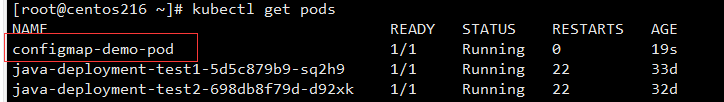 [root@centos216 ~]# kubectl get pods
NAME READY STATUS RESTARTS AGE
configmap-demo-pod 1/1 Running 0 19s
java-deployment-test1-5d5c879b9-sq2h9 1/1 Running 22 33d
java-deployment-test2-698db8f79d-d92xk 1/1 Running 22 32d